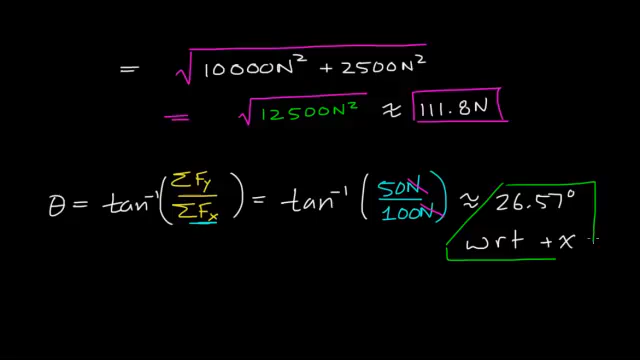 = √10000N² + 2500N²
= √12500N² ≈ 111.8N
θ = tan⁻¹(ΣFy/ΣFx) = tan⁻¹(50N/100N) ≈ 26.57°
wrt +x